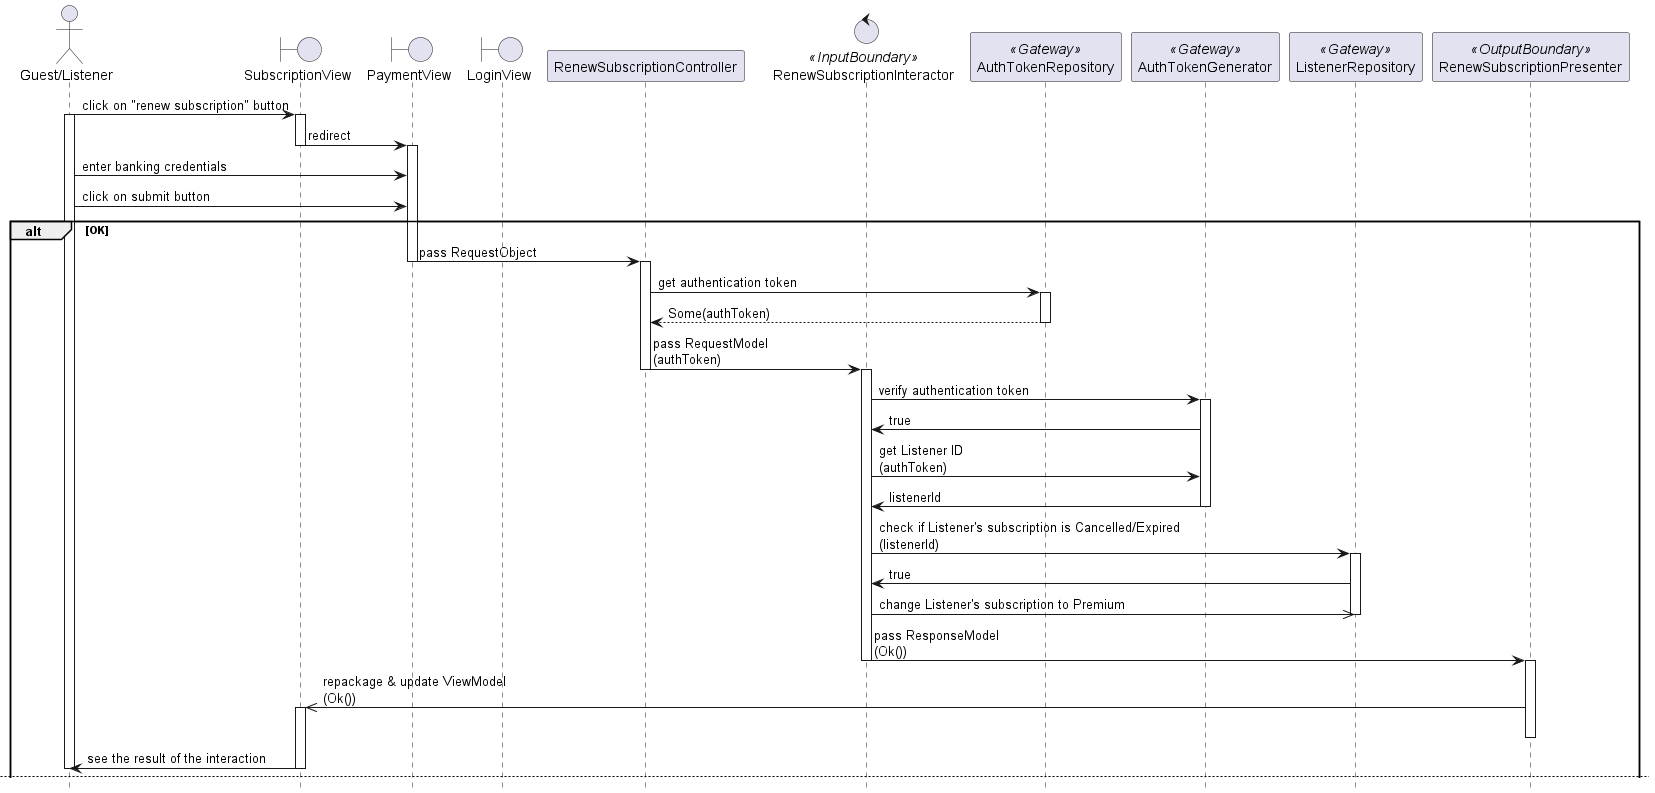 Guest/Listener
SubscriptionView
PaymentView
LoginView
RenewSubscriptionController
«InputBoundary»
RenewSubscriptionInteractor
«Gateway»
AuthTokenRepository
«Gateway»
AuthTokenGenerator
«Gateway»
ListenerRepository
«OutputBoundary»
RenewSubscriptionPresenter
click on "renew subscription" button
redirect
enter banking credentials
click on submit button
alt
[OK]
pass RequestObject
get authentication token
Some(authToken)
pass RequestModel
(authToken)
verify authentication token
true
get Listener ID
(authToken)
listenerId
check if Listener's subscription is Cancelled/Expired
(listenerId)
true
change Listener's subscription to Premium
pass ResponseModel
(Ok())
repackage & update ViewModel
(Ok())
see the result of the interaction